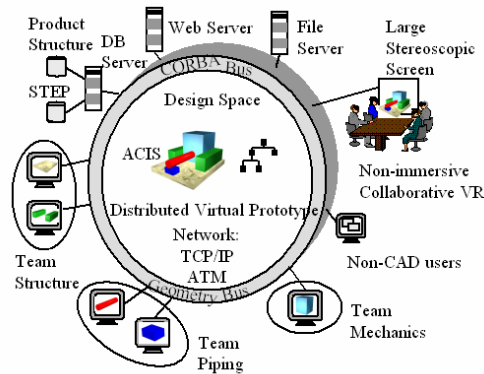 Product
Structure
DB
Server
STEP
Web Server
File
Server
Large
Stereoscopic
Screen
CORBA Bus
Design Space
ACIS
Non-immersive
Collaborative VR
Distributed Virtual Prototype
Network:
TCP/IP
ATM
Geometry Bus
Non-CAD users
Team
Structure
Team
Piping
Team
Mechanics